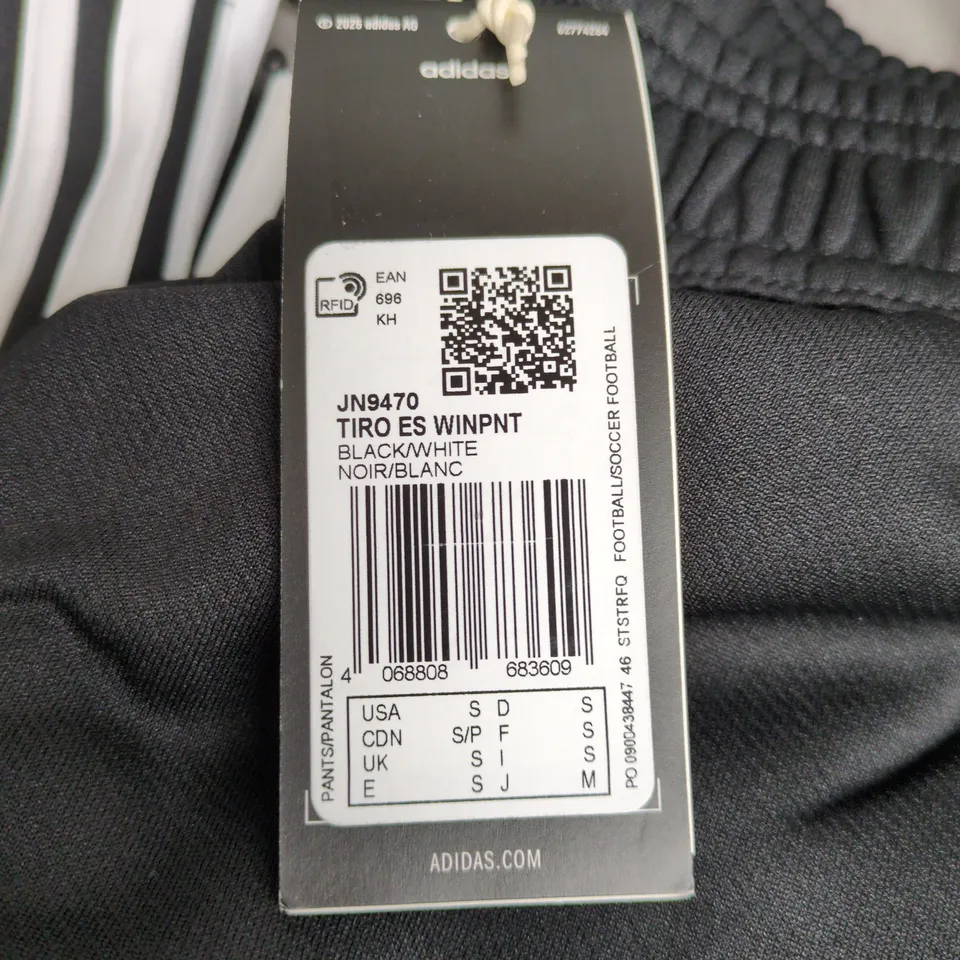 © 2025 adidas AG
62774264
adidas
RFID
EAN
696
KH
JN9470
TIRO ES WINPNT
BLACK/WHITE
NOIR/BLANC
4 068808 683609
USA S D S
CDN S/P F S
UK S I S
E S J M
PANTS/PANTALON
PO 0900438447 46 STSTRFQ FOOTBALL/SOCCER FOOTBALL
ADIDAS.COM